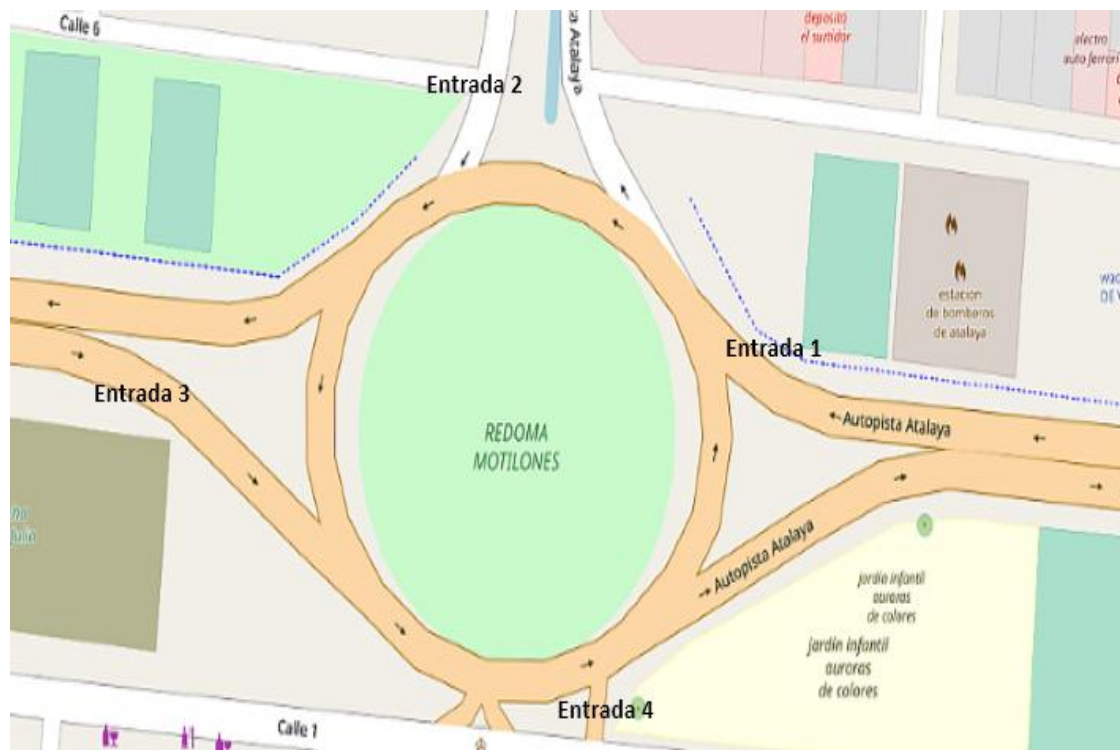 Calle 6
Entrada 2
Atalaya
deposito
el surtidor
electro
auto ferrari
estacion
de bomberos
de atalaya
Entrada 1
Entrada 3
Autopista Atalaya
REDOMA
MOTILONES
Autopista Atalaya
jardin infantil
auroras
de colores
jardin infantil
auroras
de colores
Entrada 4
Calle 1